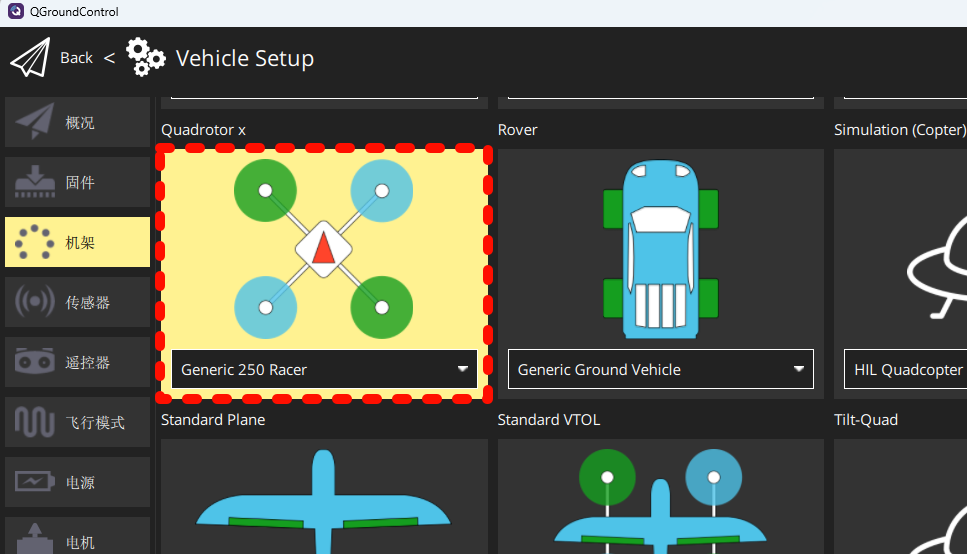 QGroundControl
Back < Vehicle Setup
概况
固件
机架
传感器
遥控器
飞行模式
电源
电机
Quadrotor x
Rover
Simulation (Copter)
Generic 250 Racer
Generic Ground Vehicle
HIL Quadcopter
Standard Plane
Standard VTOL
Tilt-Quad